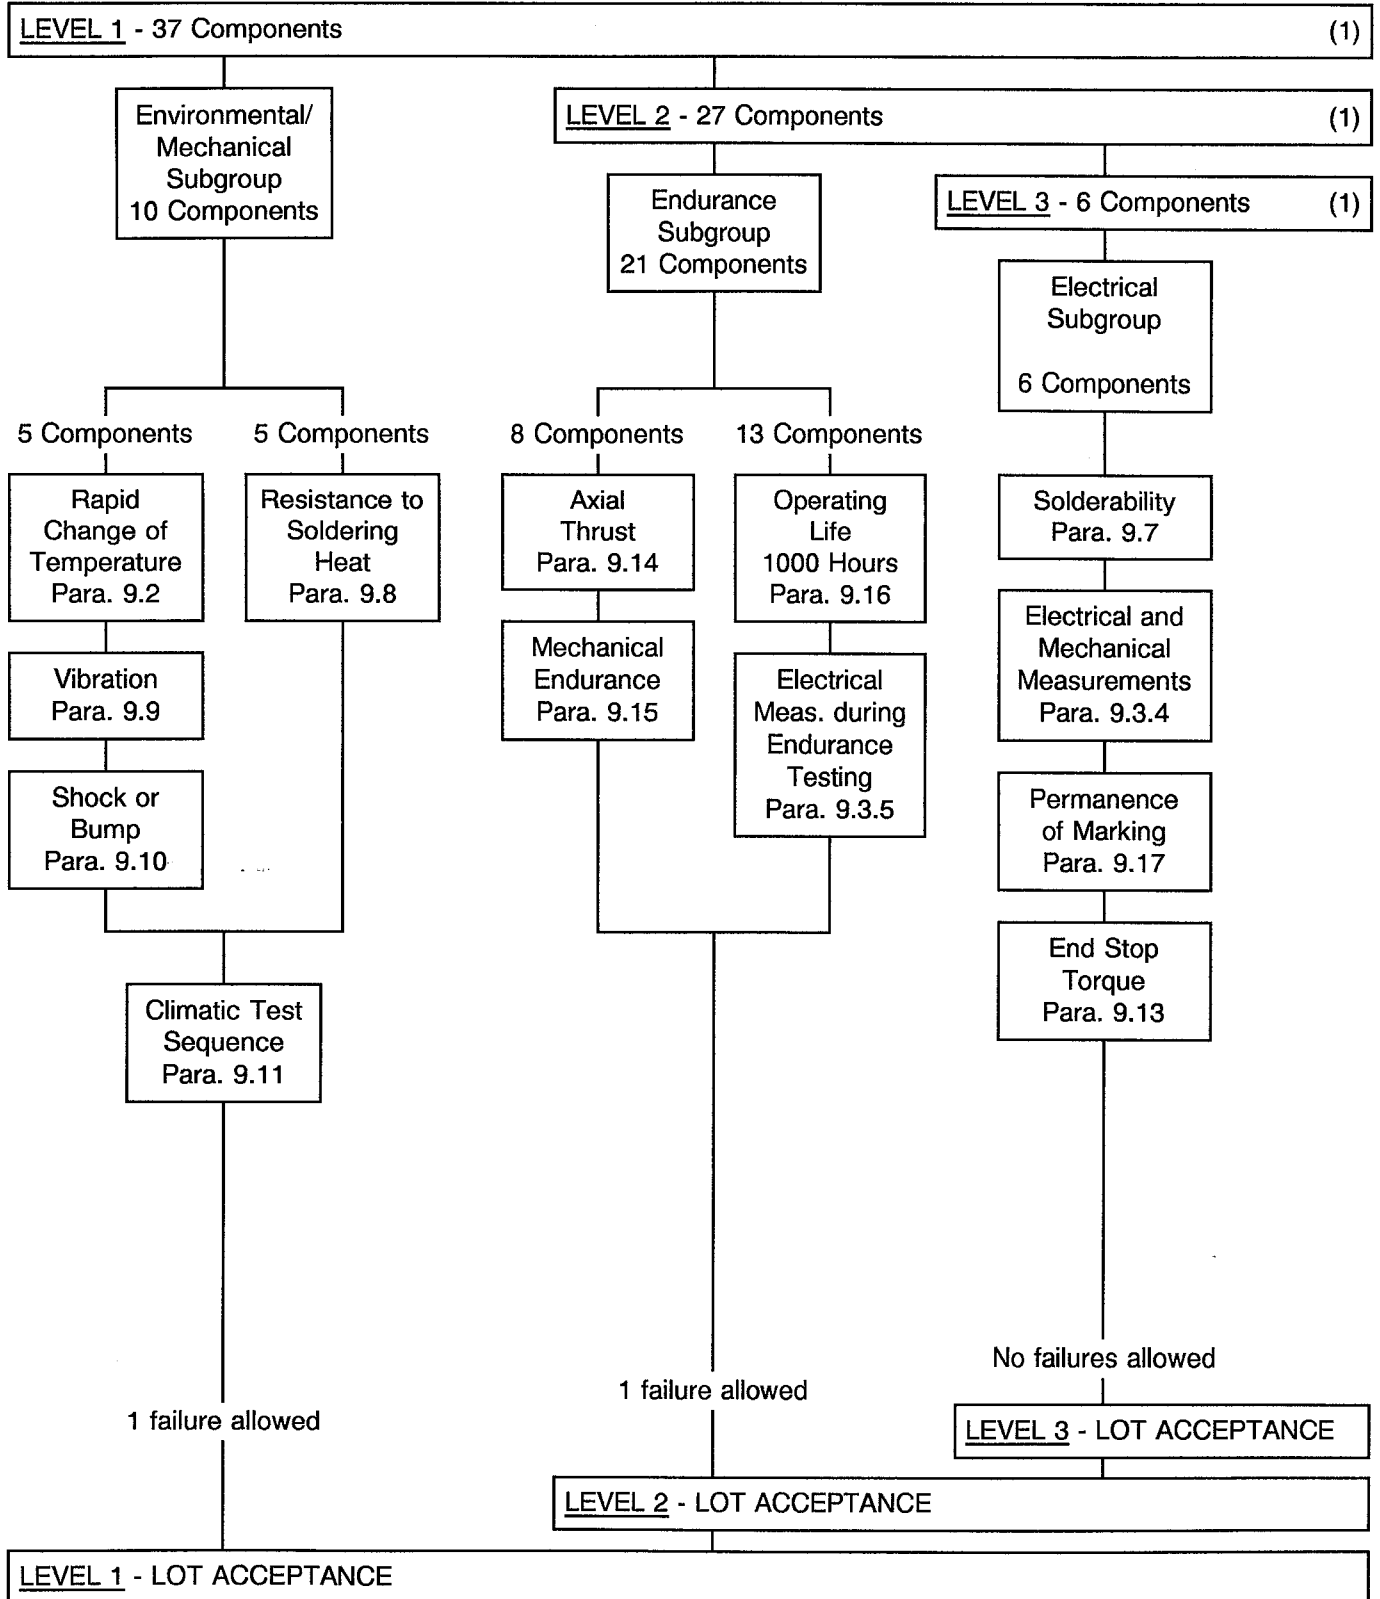 LEVEL 1 - 37 Components (1)
Environmental/
Mechanical
Subgroup
10 Components
LEVEL 2 - 27 Components (1)
Endurance
Subgroup
21 Components
LEVEL 3 - 6 Components (1)
Electrical
Subgroup
6 Components
5 Components
5 Components
8 Components
13 Components
Rapid
Change of
Temperature
Para. 9.2
Resistance to
Soldering
Heat
Para. 9.8
Axial
Thrust
Para. 9.14
Operating
Life
1000 Hours
Para. 9.16
Solderability
Para. 9.7
Vibration
Para. 9.9
Mechanical
Endurance
Para. 9.15
Electrical
Meas. during
Endurance
Testing
Para. 9.3.5
Electrical and
Mechanical
Measurements
Para. 9.3.4
Shock or
Bump
Para. 9.10
Permanence
of Marking
Para. 9.17
Climatic Test
Sequence
Para. 9.11
End Stop
Torque
Para. 9.13
No failures allowed
1 failure allowed
1 failure allowed
LEVEL 3 - LOT ACCEPTANCE
LEVEL 2 - LOT ACCEPTANCE
LEVEL 1 - LOT ACCEPTANCE